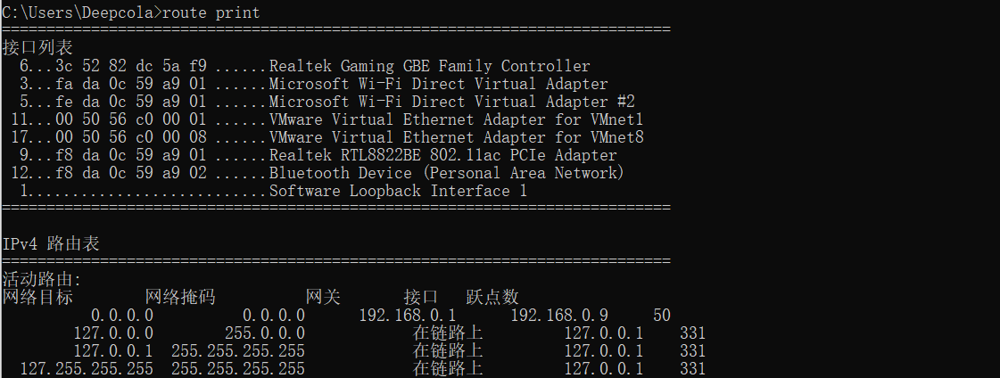 C:\Users\Deepcola>route print
===========================================================================
接口列表
  6...3c 52 82 dc 5a f9 ......Realtek Gaming GBE Family Controller
  3...fa da 0c 59 a9 01 ......Microsoft Wi-Fi Direct Virtual Adapter
  5...fe da 0c 59 a9 01 ......Microsoft Wi-Fi Direct Virtual Adapter #2
 11...00 50 56 c0 00 01 ......VMware Virtual Ethernet Adapter for VMnet1
 17...00 50 56 c0 00 08 ......VMware Virtual Ethernet Adapter for VMnet8
  9...f8 da 0c 59 a9 01 ......Realtek RTL8822BE 802.11ac PCIe Adapter
 12...f8 da 0c 59 a9 02 ......Bluetooth Device (Personal Area Network)
  1...........................Software Loopback Interface 1
===========================================================================
IPv4 路由表
===========================================================================
活动路由:
网络目标        网络掩码          网关       接口   跃点数
          0.0.0.0          0.0.0.0      192.168.0.1      192.168.0.9     50
        127.0.0.0        255.0.0.0            在链路上         127.0.0.1    331
        127.0.0.1  255.255.255.255            在链路上         127.0.0.1    331
  127.255.255.255  255.255.255.255            在链路上         127.0.0.1    331